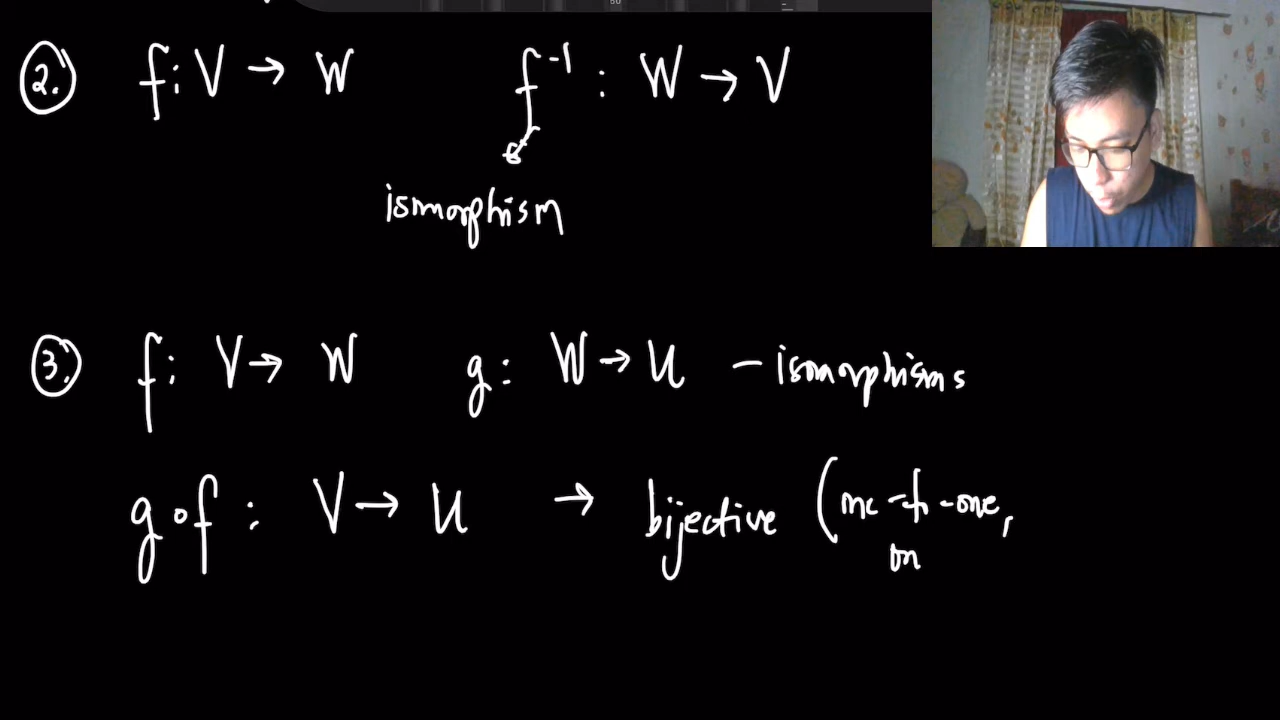 2. f: V → W f⁻¹ : W → V
ismorphism
3. f: V → W g: W → U – ismorphisms
g∘f : V → U → bijective (one-to-one,
on